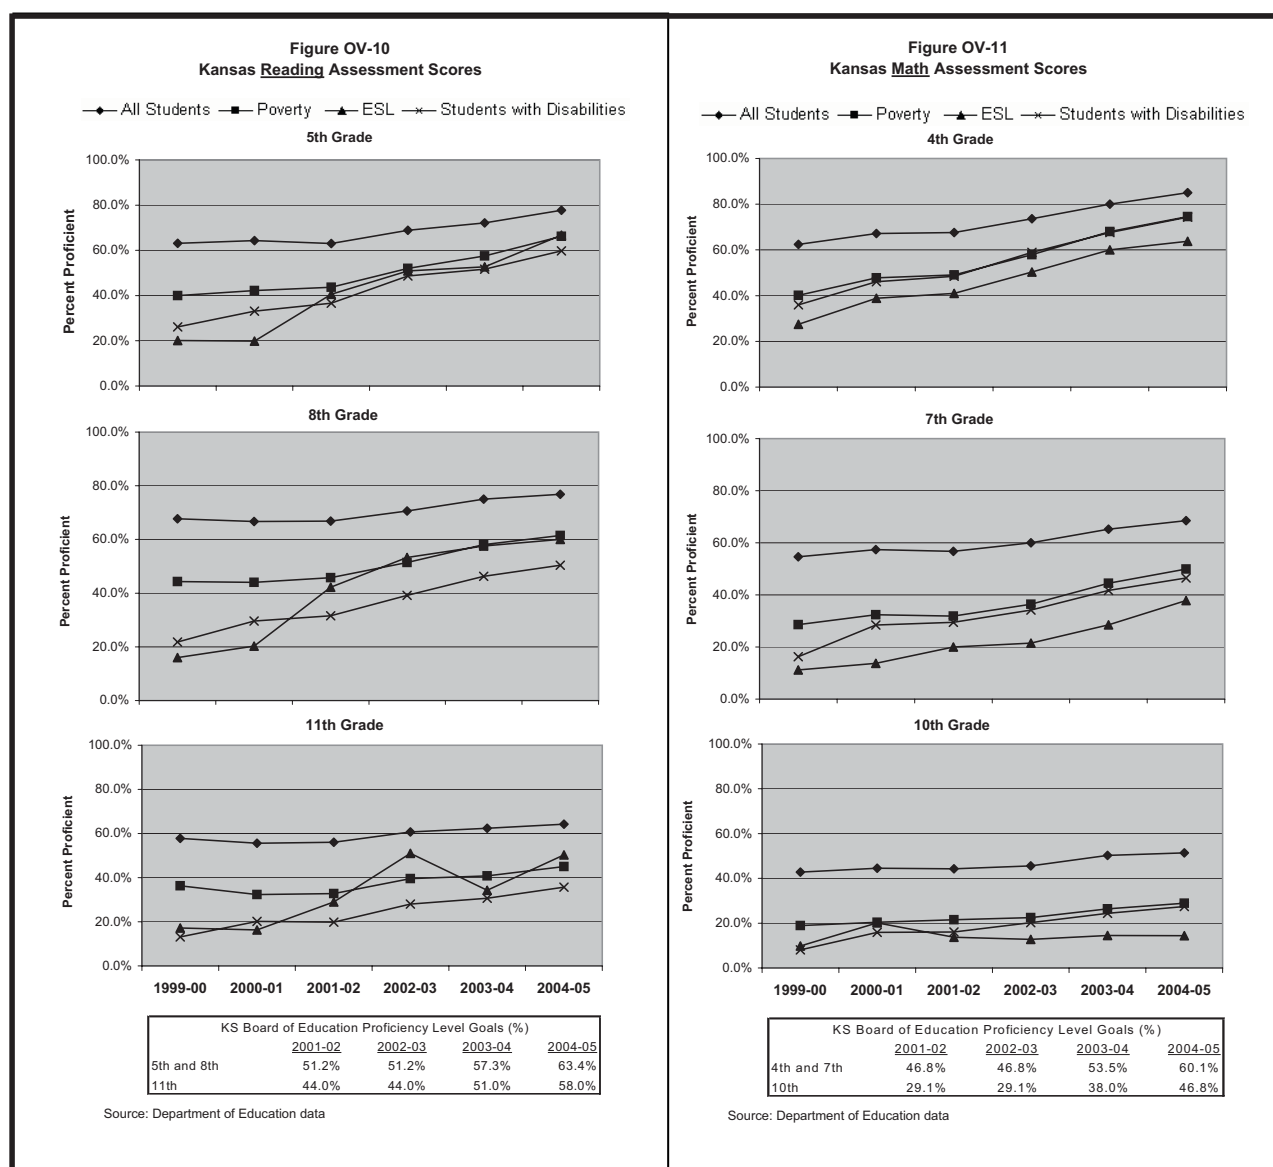 Figure OV-10
Kansas Reading Assessment Scores
All Students Poverty ESL Students with Disabilities
5th Grade
100.0%
80.0%
60.0%
40.0%
20.0%
0.0%
Percent Proficient
8th Grade
100.0%
80.0%
60.0%
40.0%
20.0%
0.0%
Percent Proficient
11th Grade
100.0%
80.0%
60.0%
40.0%
20.0%
0.0%
Percent Proficient
1999-00 2000-01 2001-02 2002-03 2003-04 2004-05
KS Board of Education Proficiency Level Goals (%)
2001-02 2002-03 2003-04 2004-05
5th and 8th 51.2% 51.2% 57.3% 63.4%
11th 44.0% 44.0% 51.0% 58.0%
Source: Department of Education data
Figure OV-11
Kansas Math Assessment Scores
All Students Poverty ESL Students with Disabilities
4th Grade
100.0%
80.0%
60.0%
40.0%
20.0%
0.0%
Percent Proficient
7th Grade
100.0%
80.0%
60.0%
40.0%
20.0%
0.0%
Percent Proficient
10th Grade
100.0%
80.0%
60.0%
40.0%
20.0%
0.0%
Percent Proficient
1999-00 2000-01 2001-02 2002-03 2003-04 2004-05
KS Board of Education Proficiency Level Goals (%)
2001-02 2002-03 2003-04 2004-05
4th and 7th 46.8% 46.8% 53.5% 60.1%
10th 29.1% 29.1% 38.0% 46.8%
Source: Department of Education data